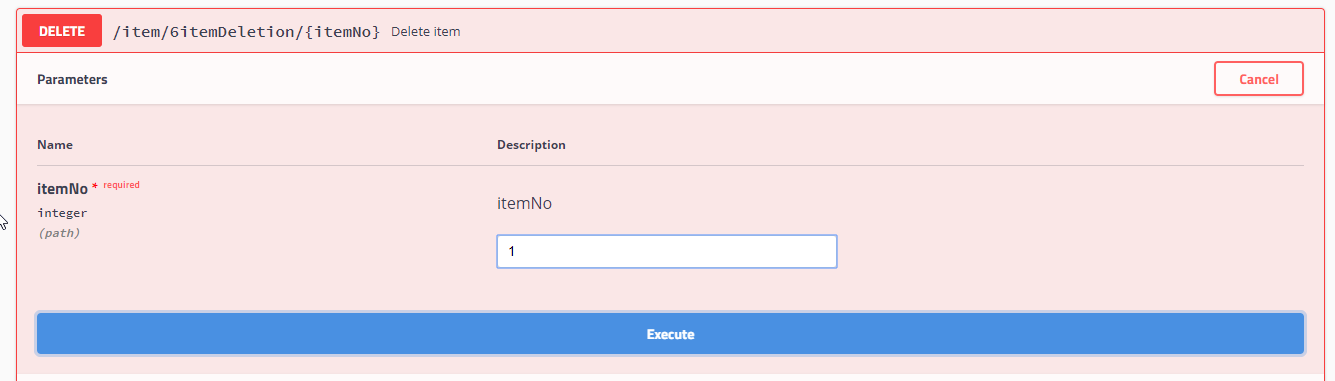 DELETE /item/6itemDeletion/{itemNo} Delete item
Parameters Cancel
Name Description
itemNo * required
integer
(path)
itemNo
1
Execute